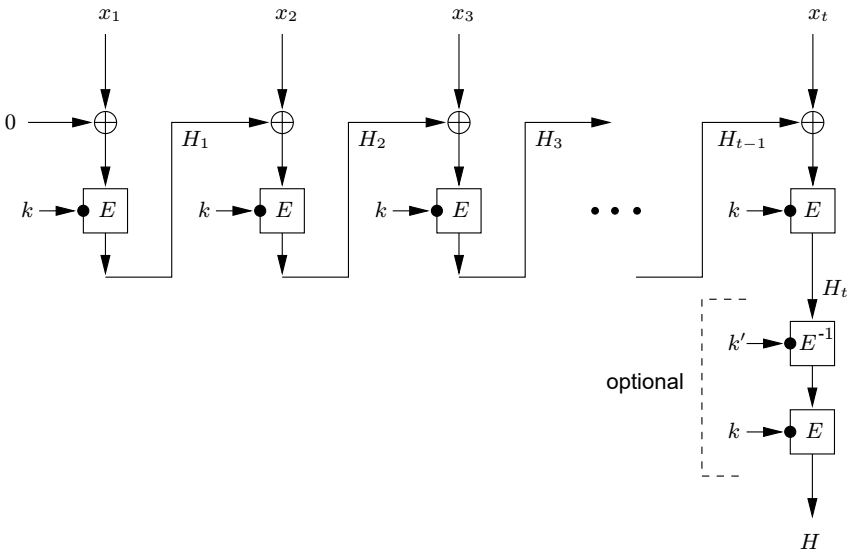 x₁ x₂ x₃ xₜ
0 H₁ H₂ H₃ Hₜ₋₁
k E k E k E • • • k E
Hₜ
k′ E⁻¹
optional
k E
H